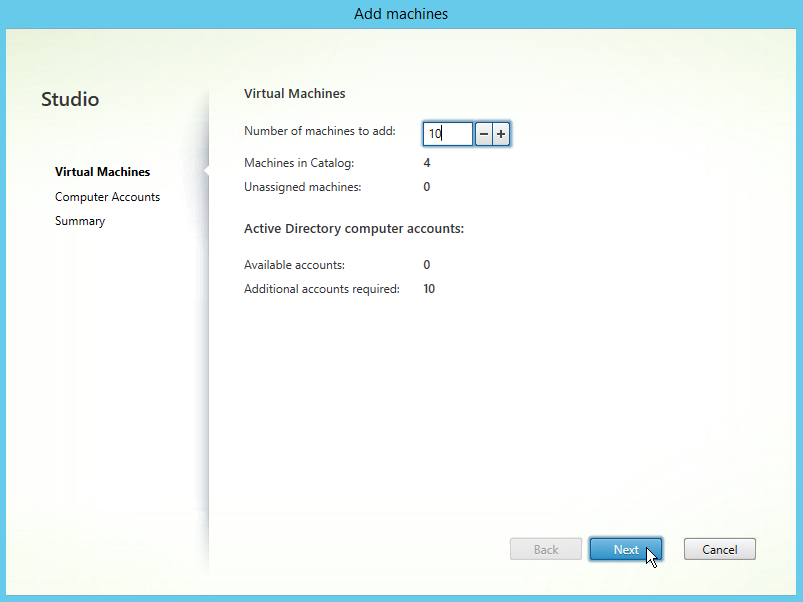 Add machines
Studio
Virtual Machines
Computer Accounts
Summary
Virtual Machines
Number of machines to add: 10 − +
Machines in Catalog: 4
Unassigned machines: 0
Active Directory computer accounts:
Available accounts: 0
Additional accounts required: 10
Back Next Cancel